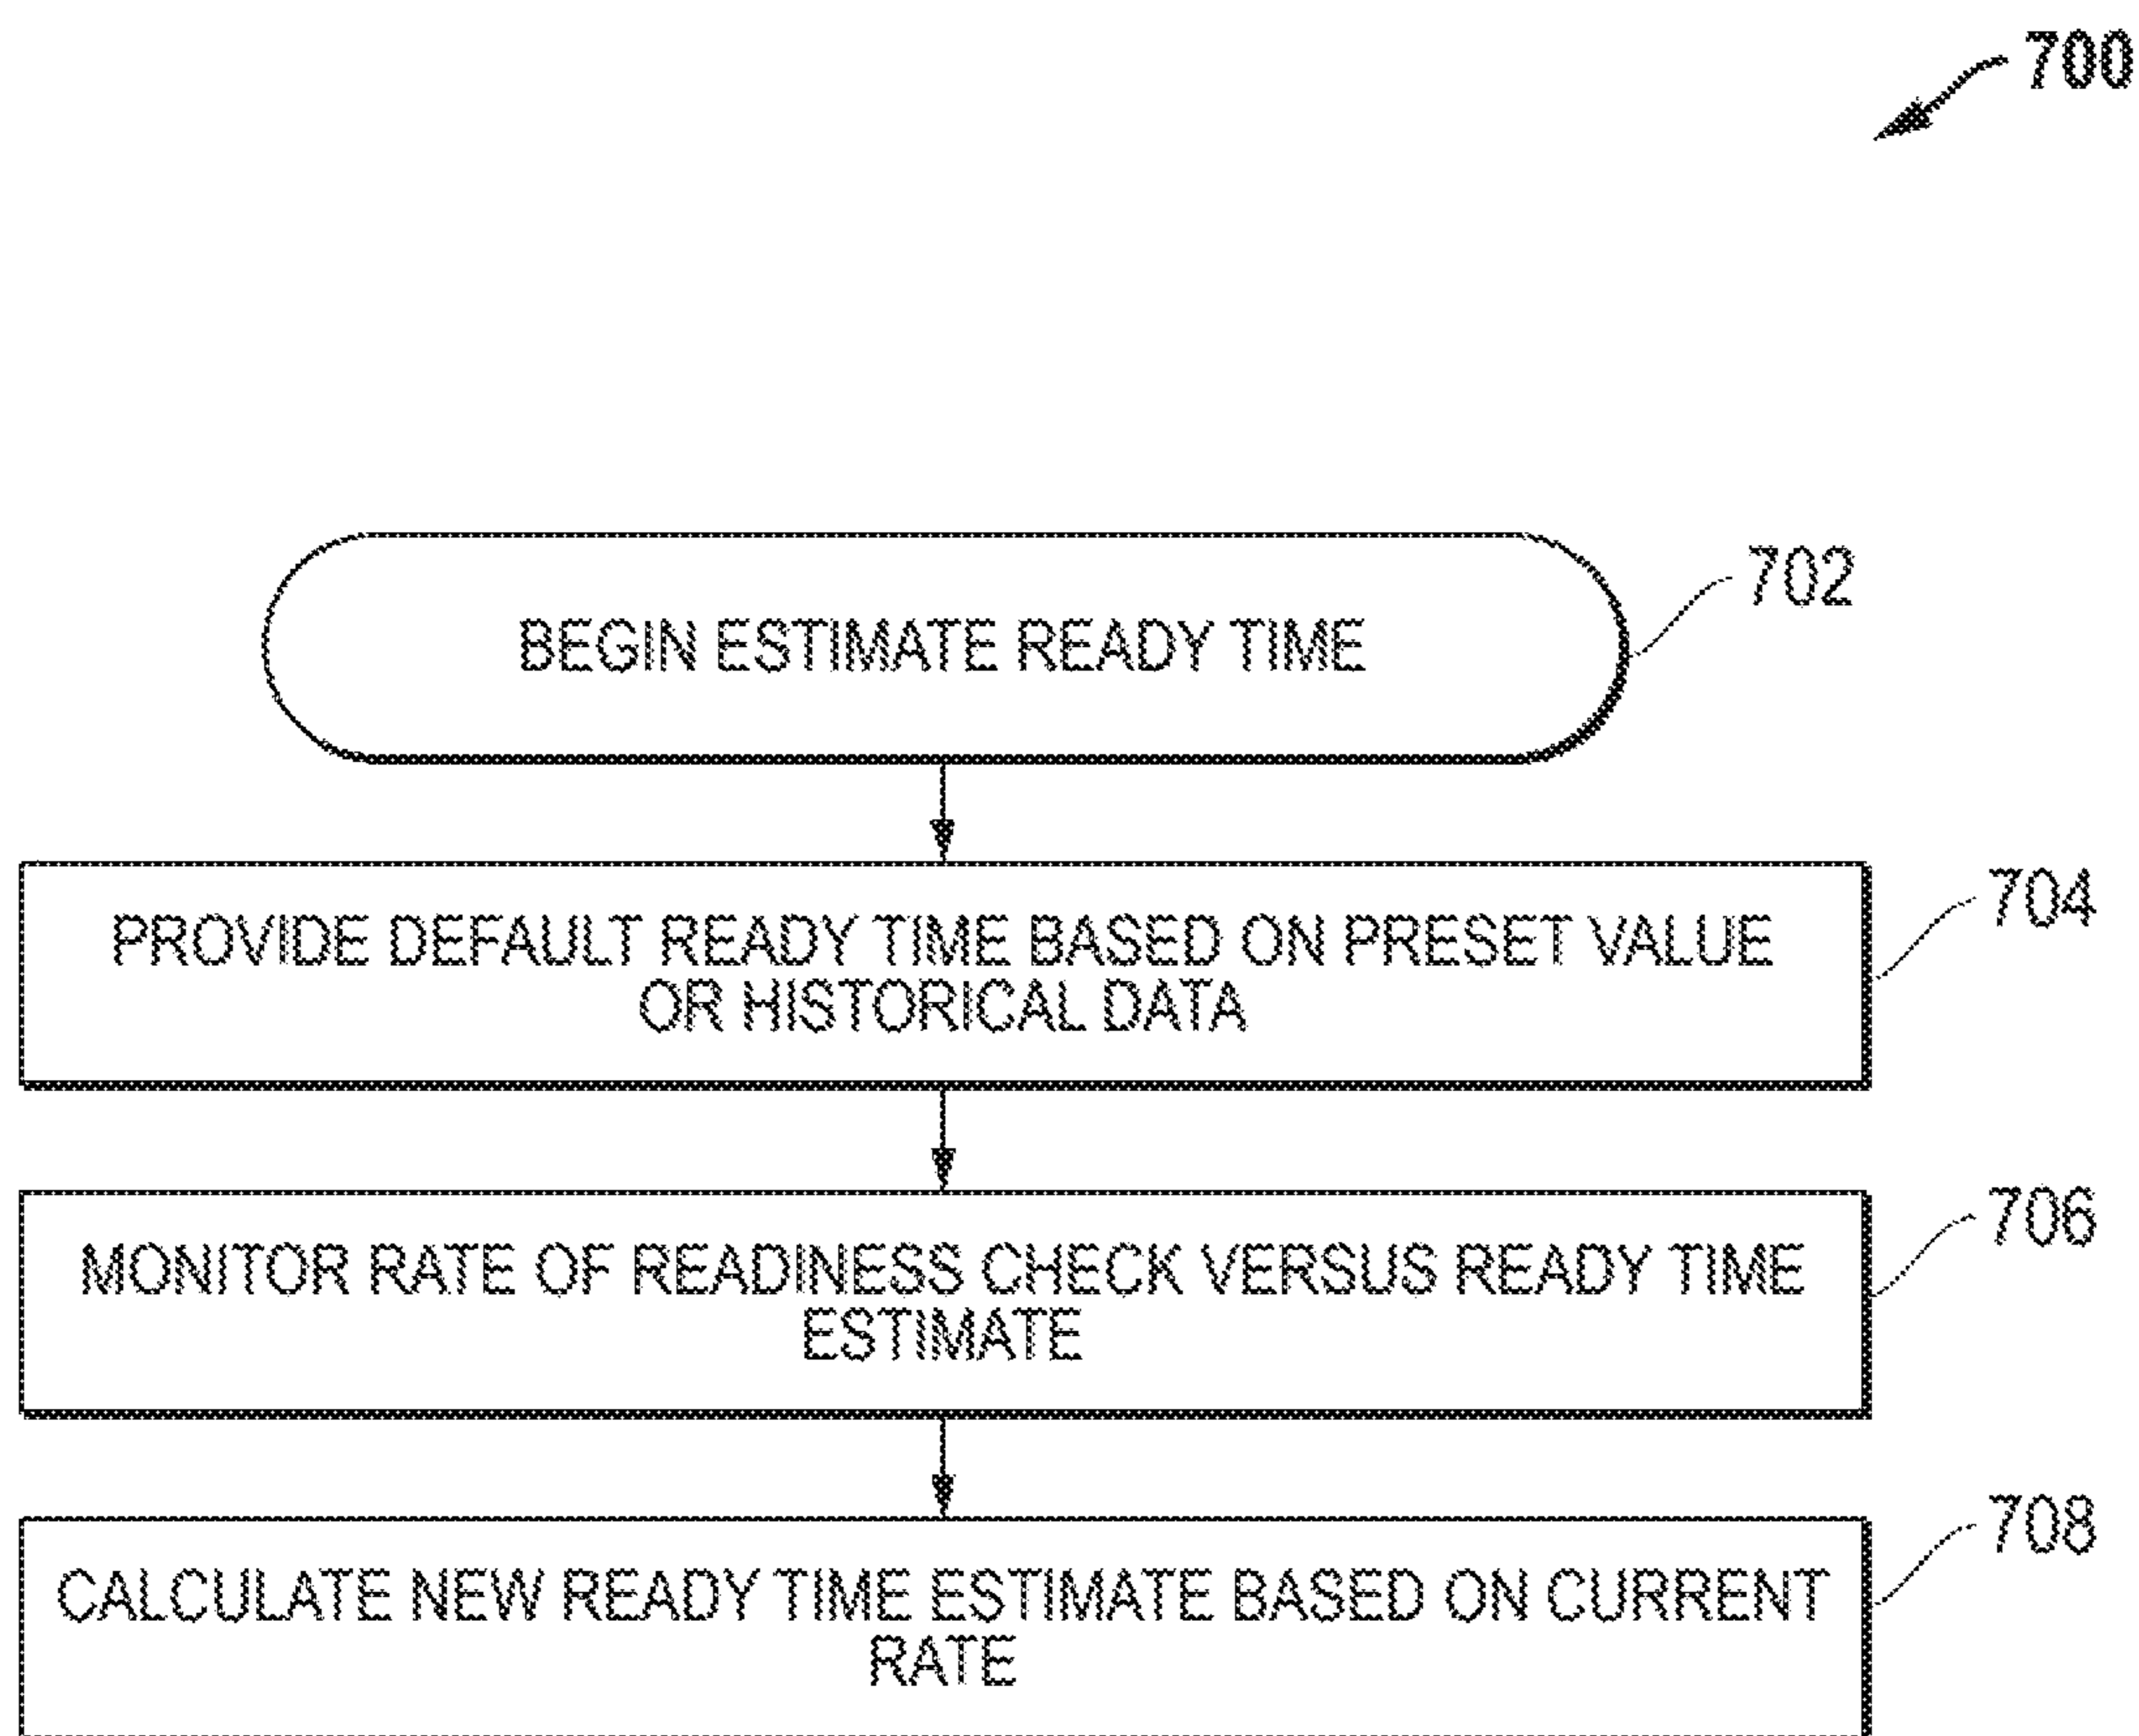 700
BEGIN ESTIMATE READY TIME
702
PROVIDE DEFAULT READY TIME BASED ON PRESET VALUE
OR HISTORICAL DATA
704
MONITOR RATE OF READINESS CHECK VERSUS READY TIME
ESTIMATE
706
CALCULATE NEW READY TIME ESTIMATE BASED ON CURRENT
RATE
708